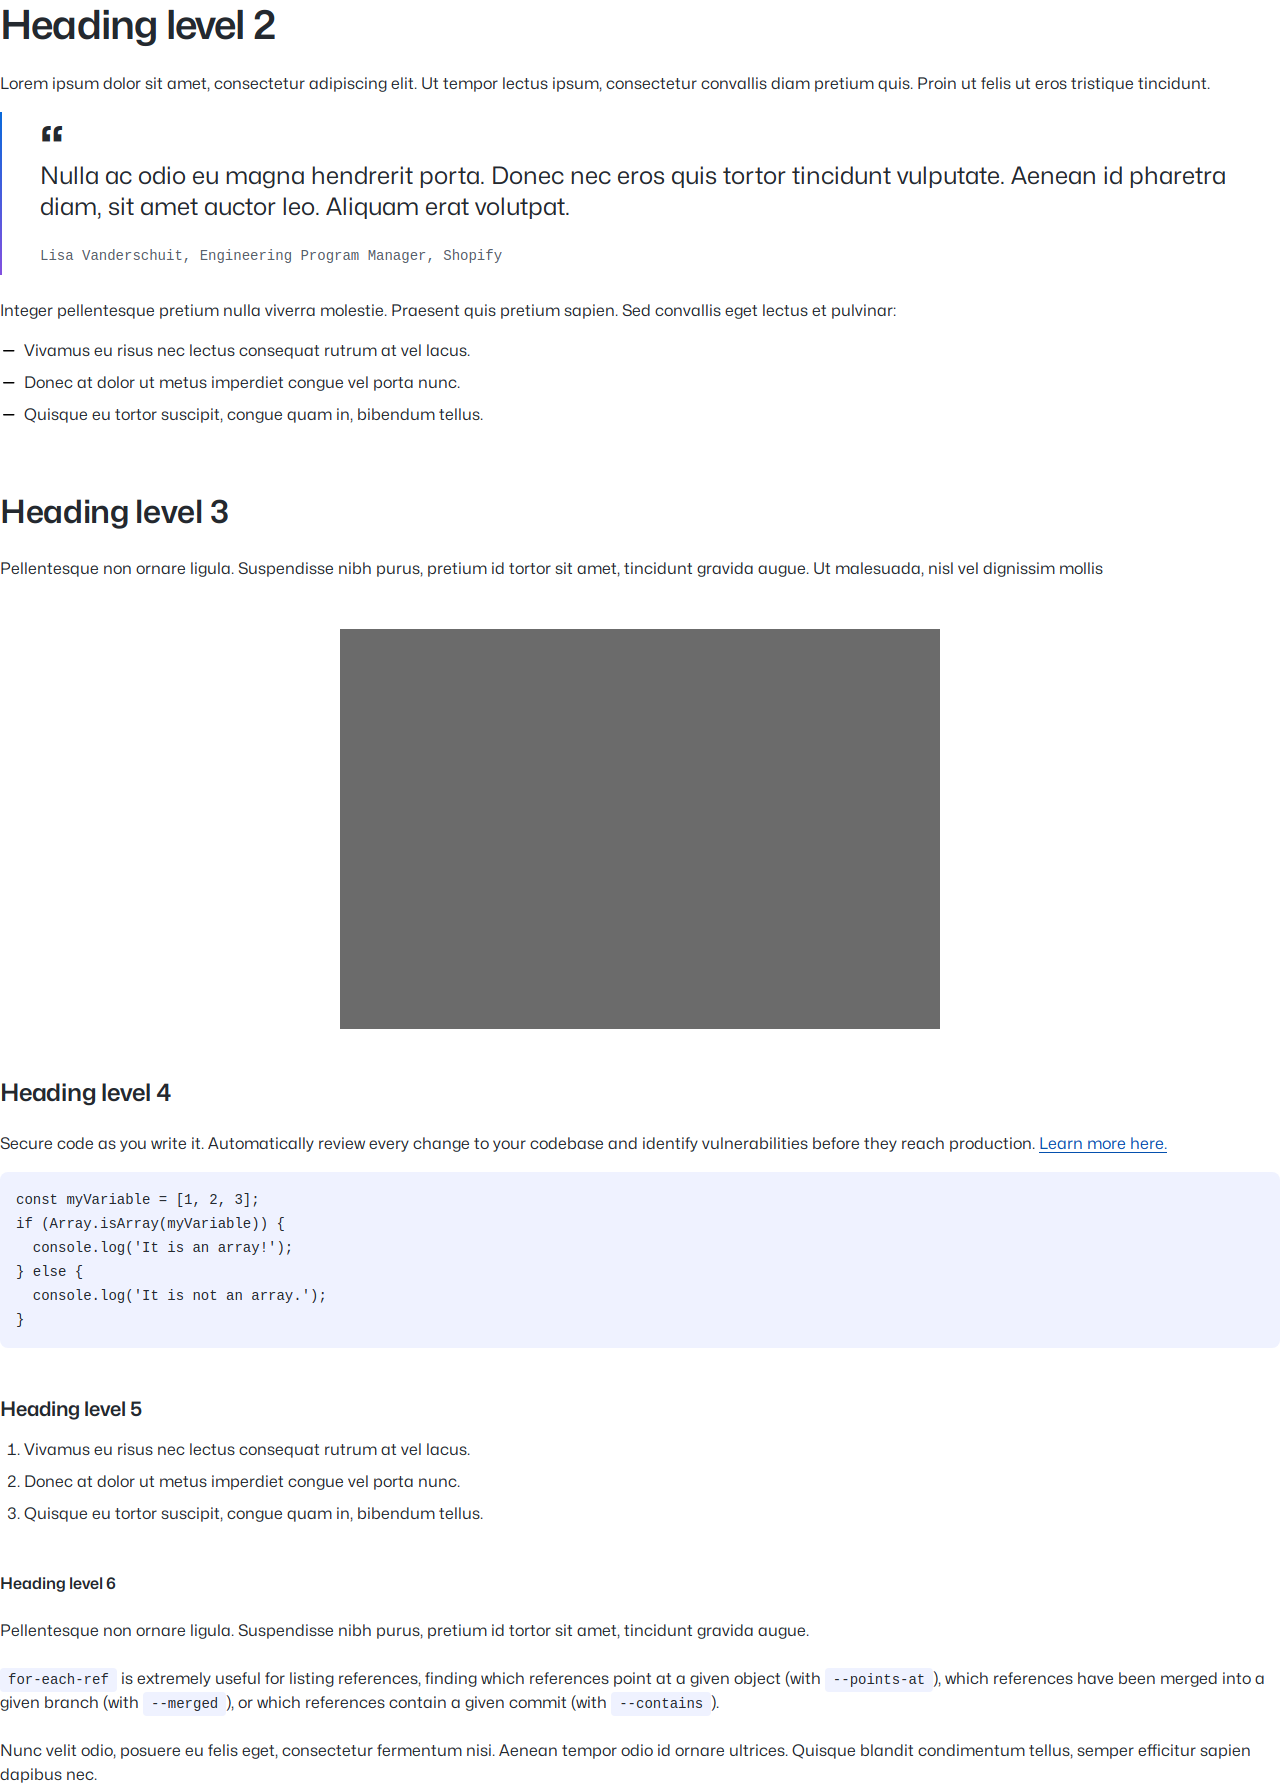 Heading level 2
Lorem ipsum dolor sit amet, consectetur adipiscing elit. Ut tempor lectus ipsum, consectetur convallis diam pretium quis. Proin ut felis ut eros tristique tincidunt.
“
Nulla ac odio eu magna hendrerit porta. Donec nec eros quis tortor tincidunt vulputate. Aenean id pharetra
diam, sit amet auctor leo. Aliquam erat volutpat.
Lisa Vanderschuit, Engineering Program Manager, Shopify
Integer pellentesque pretium nulla viverra molestie. Praesent quis pretium sapien. Sed convallis eget lectus et pulvinar:
— Vivamus eu risus nec lectus consequat rutrum at vel lacus.
— Donec at dolor ut metus imperdiet congue vel porta nunc.
— Quisque eu tortor suscipit, congue quam in, bibendum tellus.
Heading level 3
Pellentesque non ornare ligula. Suspendisse nibh purus, pretium id tortor sit amet, tincidunt gravida augue. Ut malesuada, nisl vel dignissim mollis
Heading level 4
Secure code as you write it. Automatically review every change to your codebase and identify vulnerabilities before they reach production. Learn more here.
const myVariable = [1, 2, 3];
if (Array.isArray(myVariable)) {
  console.log('It is an array!');
} else {
  console.log('It is not an array.');
}
Heading level 5
1. Vivamus eu risus nec lectus consequat rutrum at vel lacus.
2. Donec at dolor ut metus imperdiet congue vel porta nunc.
3. Quisque eu tortor suscipit, congue quam in, bibendum tellus.
Heading level 6
Pellentesque non ornare ligula. Suspendisse nibh purus, pretium id tortor sit amet, tincidunt gravida augue.
for-each-ref is extremely useful for listing references, finding which references point at a given object (with --points-at ), which references have been merged into a
given branch (with --merged ), or which references contain a given commit (with --contains ).
Nunc velit odio, posuere eu felis eget, consectetur fermentum nisi. Aenean tempor odio id ornare ultrices. Quisque blandit condimentum tellus, semper efficitur sapien
dapibus nec.